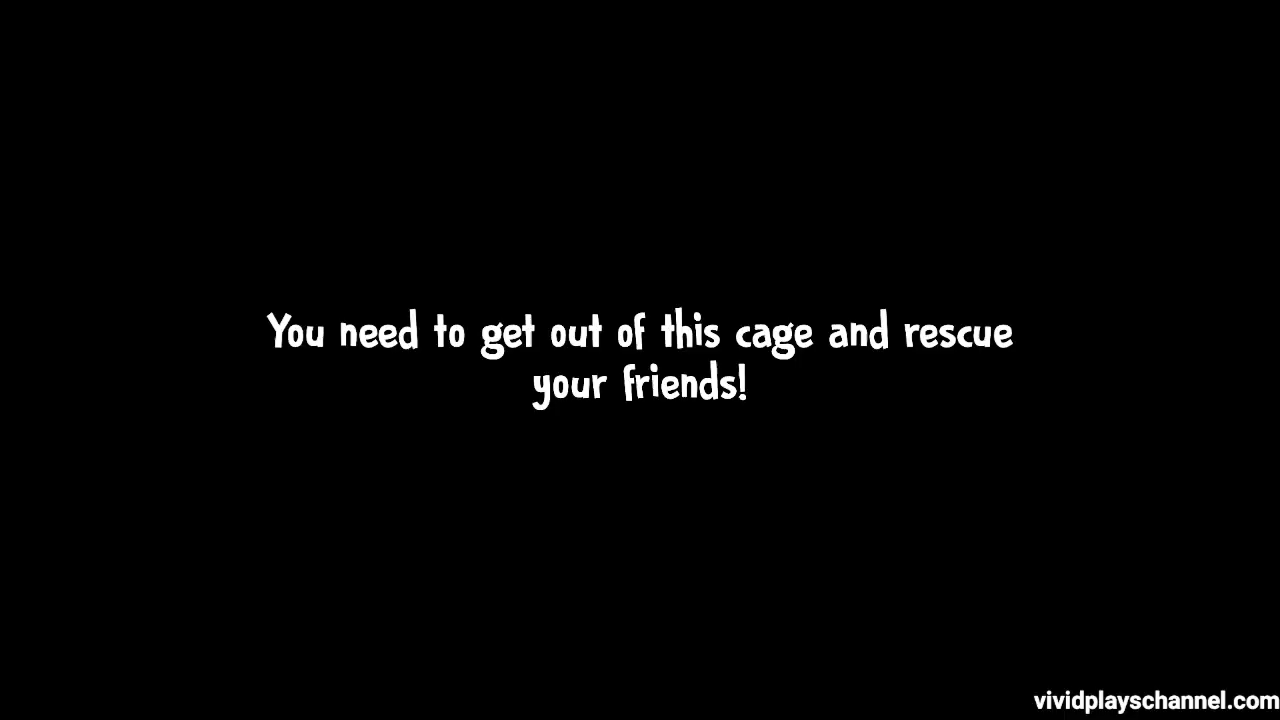 You need to get out of this cage and rescue
your friends!
vividplayschannel.com